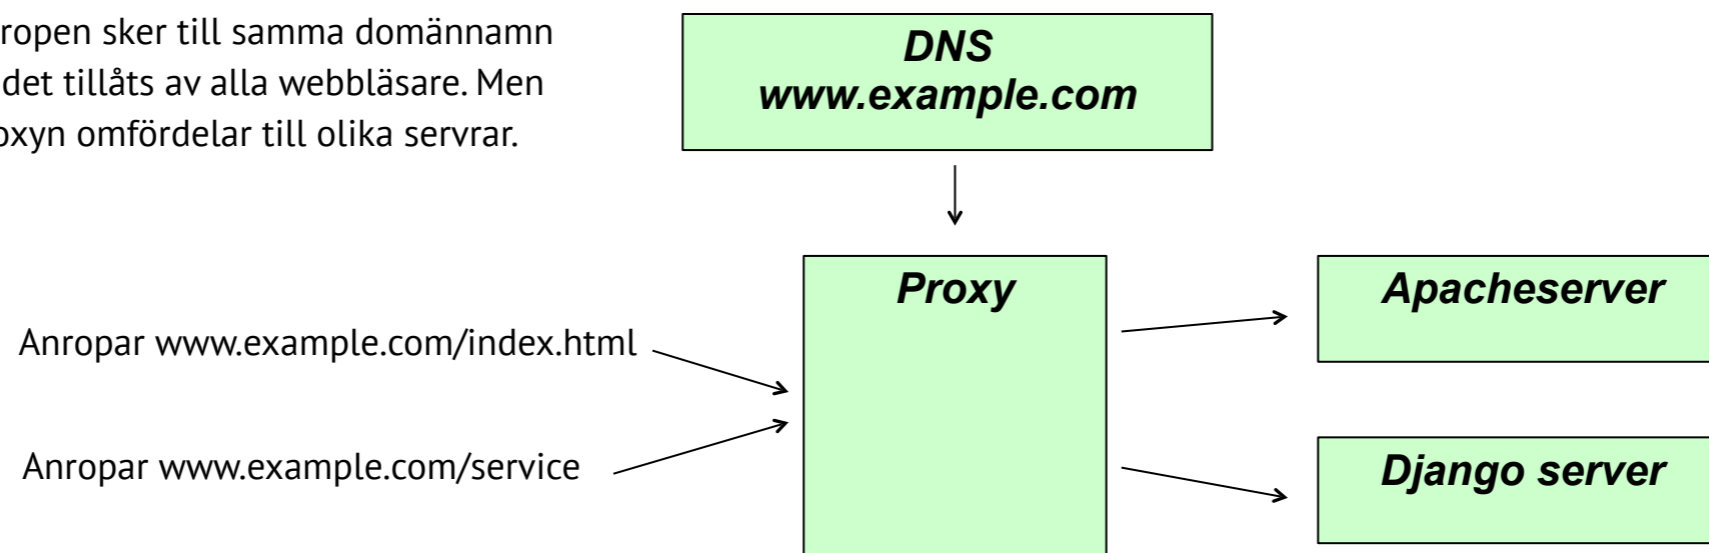 ropen sker till samma domännamn
det tillåts av alla webbläsare. Men
oxyn omfördelar till olika servrar.
DNS
www.example.com
Proxy
Apacheserver
Anropar www.example.com/index.html
Anropar www.example.com/service
Django server